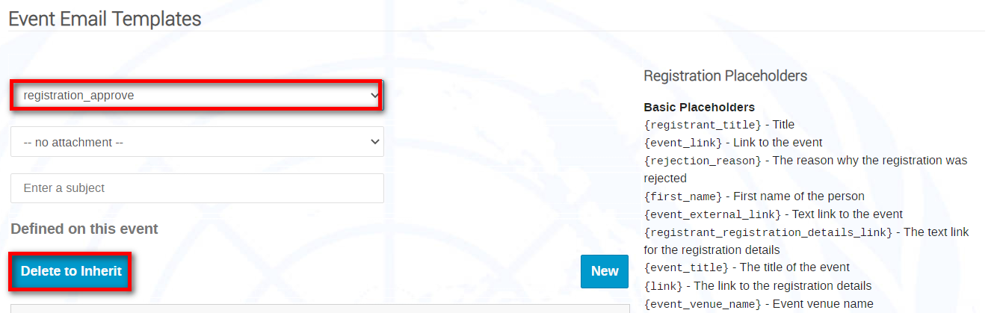 Event Email Templates
registration_approve
-- no attachment --
Enter a subject
Defined on this event
Delete to Inherit
New
Registration Placeholders
Basic Placeholders
{registrant_title} - Title
{event_link} - Link to the event
{rejection_reason} - The reason why the registration was
rejected
{first_name} - First name of the person
{event_external_link} - Text link to the event
{registrant_registration_details_link} - The text link
for the registration details
{event_title} - The title of the event
{link} - The link to the registration details
{event_venue_name} - Event venue name